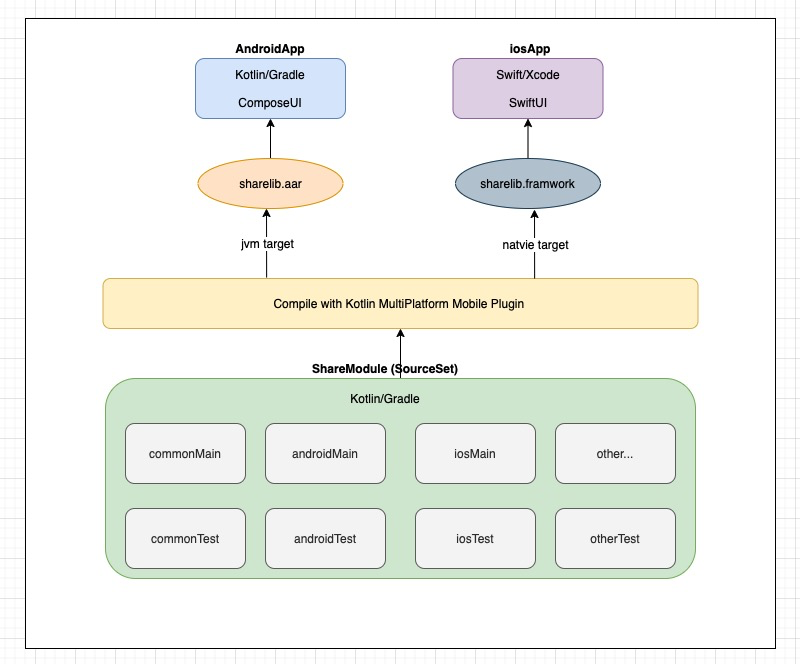 AndroidApp
iosApp
Kotlin/Gradle
ComposeUI
Swift/Xcode
SwiftUI
sharelib.aar
sharelib.framwork
jvm target
natvie target
Compile with Kotlin MultiPlatform Mobile Plugin
ShareModule (SourceSet)
Kotlin/Gradle
commonMain
androidMain
iosMain
other...
commonTest
androidTest
iosTest
otherTest